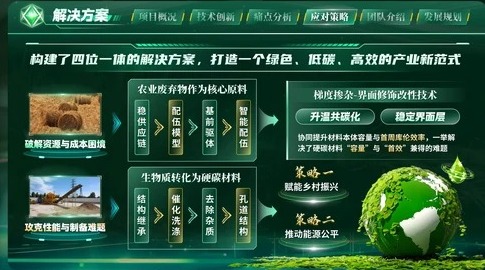 解决方案
项目概况
技术创新
痛点分析
应对策略
团队介绍
发展规划
构建了四位一体的解决方案，打造一个绿色、低碳、高效的产业新范式
农业废弃物作为核心原料
稳供应链
配伍模型
基前驱体
智能配伍
破解资源与成本困境
生物质转化为硬碳材料
结构继承
催化洗涤
去除杂质
孔道结构
攻克性能与制备难题
梯度掺杂-界面修饰改性技术
升温共碳化
稳定界面层
协同提升材料本体容量与首周库伦效率，一举解
决了硬碳材料“容量”与“首效”兼得的难题
策略一
赋能乡村振兴
策略二
推动能源公平